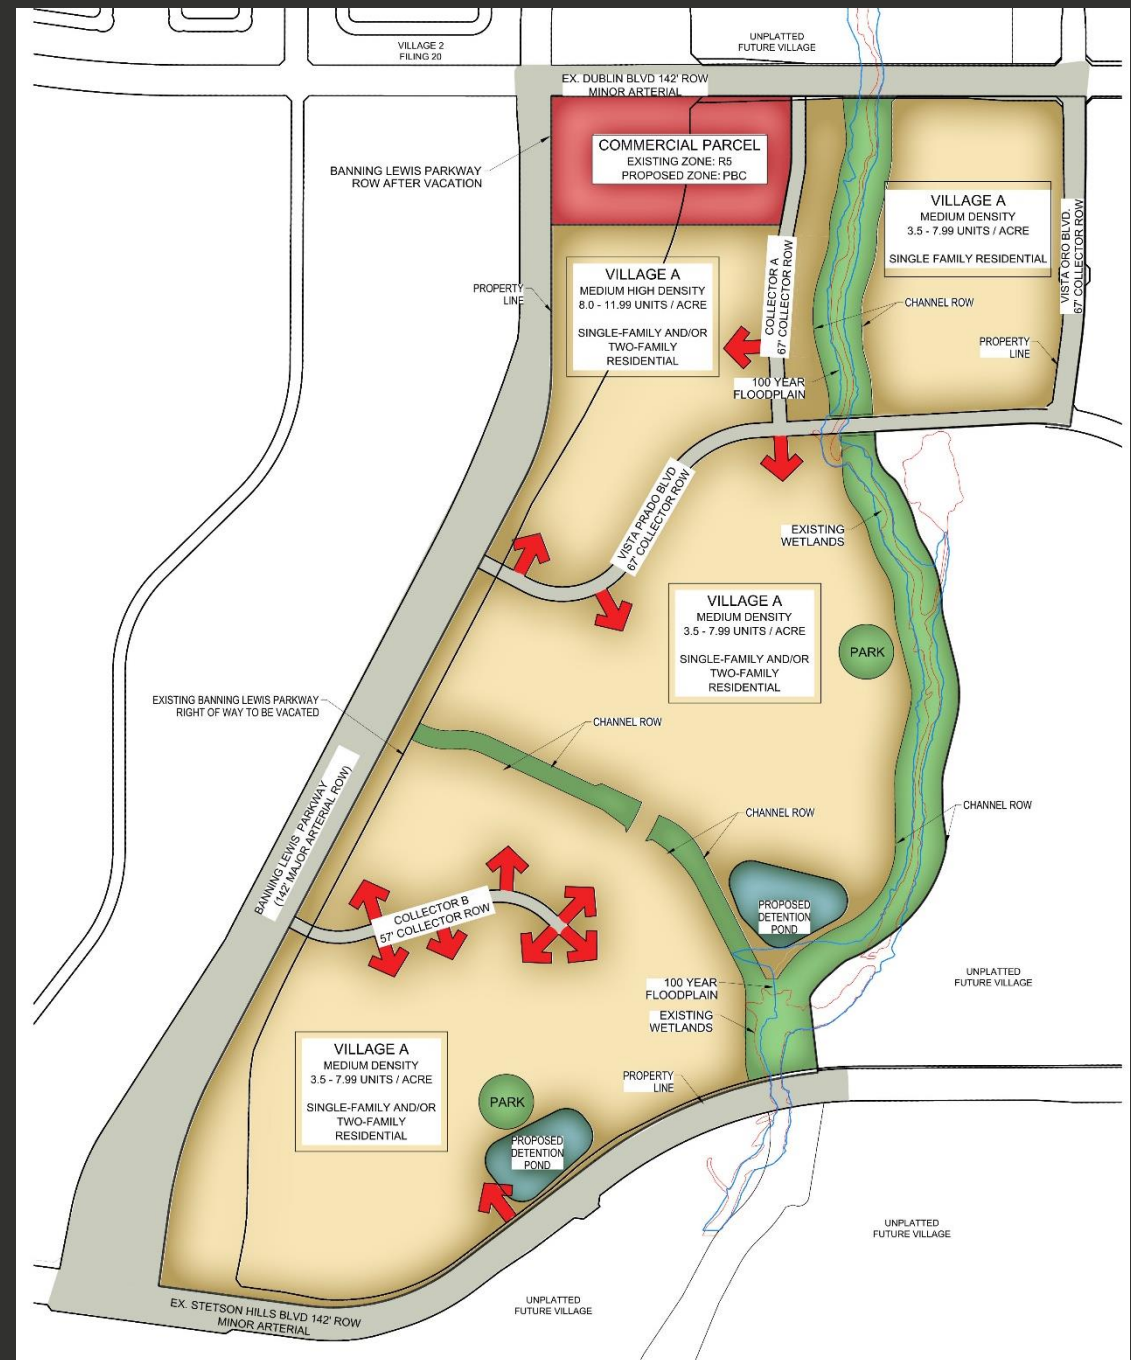 VILLAGE 2
FILING 20
UNPLATTED
FUTURE VILLAGE
EX. DUBLIN BLVD 142' ROW
MINOR ARTERIAL
COMMERCIAL PARCEL
EXISTING ZONE: R5
PROPOSED ZONE: PBC
BANNING LEWIS PARKWAY
ROW AFTER VACATION
VILLAGE A
MEDIUM DENSITY
3.5 - 7.99 UNITS / ACRE
SINGLE FAMILY RESIDENTIAL
VISTA ORO BLVD.
67' COLLECTOR ROW
COLLECTOR A
67' COLLECTOR ROW
VILLAGE A
MEDIUM HIGH DENSITY
8.0 - 11.99 UNITS / ACRE
SINGLE-FAMILY AND/OR
TWO-FAMILY
RESIDENTIAL
PROPERTY
LINE
CHANNEL ROW
PROPERTY
LINE
100 YEAR
FLOODPLAIN
VISTA PRADO BLVD
67' COLLECTOR ROW
EXISTING
WETLANDS
VILLAGE A
MEDIUM DENSITY
3.5 - 7.99 UNITS / ACRE
SINGLE-FAMILY AND/OR
TWO-FAMILY
RESIDENTIAL
PARK
EXISTING BANNING LEWIS PARKWAY
RIGHT OF WAY TO BE VACATED
CHANNEL ROW
CHANNEL ROW
CHANNEL ROW
BANNING LEWIS PARKWAY
(142' MAJOR ARTERIAL ROW)
COLLECTOR B
57' COLLECTOR ROW
PROPOSED
DETENTION
POND
UNPLATTED
FUTURE VILLAGE
100 YEAR
FLOODPLAIN
EXISTING
WETLANDS
VILLAGE A
MEDIUM DENSITY
3.5 - 7.99 UNITS / ACRE
SINGLE-FAMILY AND/OR
TWO-FAMILY
RESIDENTIAL
PROPERTY
LINE
PARK
PROPOSED
DETENTION
POND
UNPLATTED
FUTURE VILLAGE
UNPLATTED
FUTURE VILLAGE
EX. STETSON HILLS BLVD 142' ROW
MINOR ARTERIAL